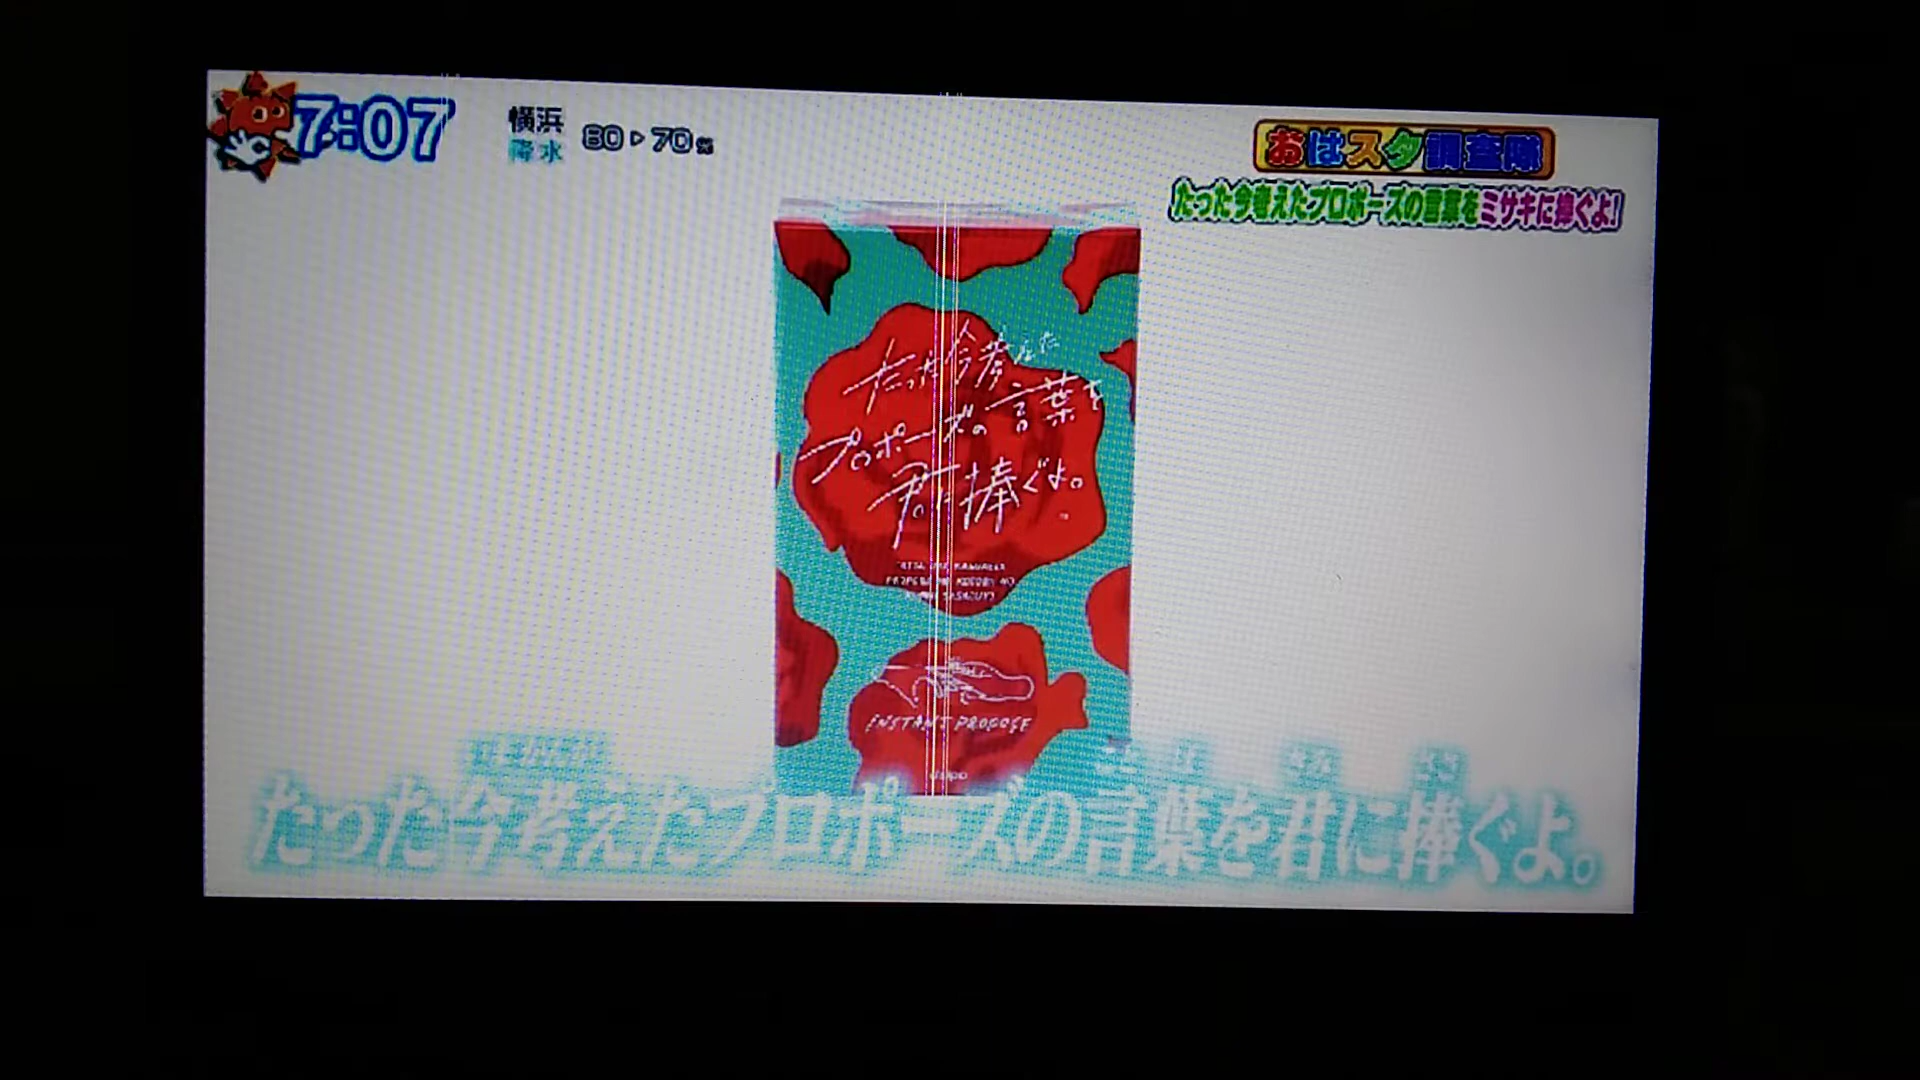 7:07
横浜
降水
60▶70%
おはスタ調査隊
たった今考えたプロポーズの言葉をミサキに捧ぐよ!
たった今考えた
プロポーズの言葉を
君に捧ぐよ。
INSTANT PROPOSE
たった今考えたプロポーズの言葉を君に捧ぐよ。